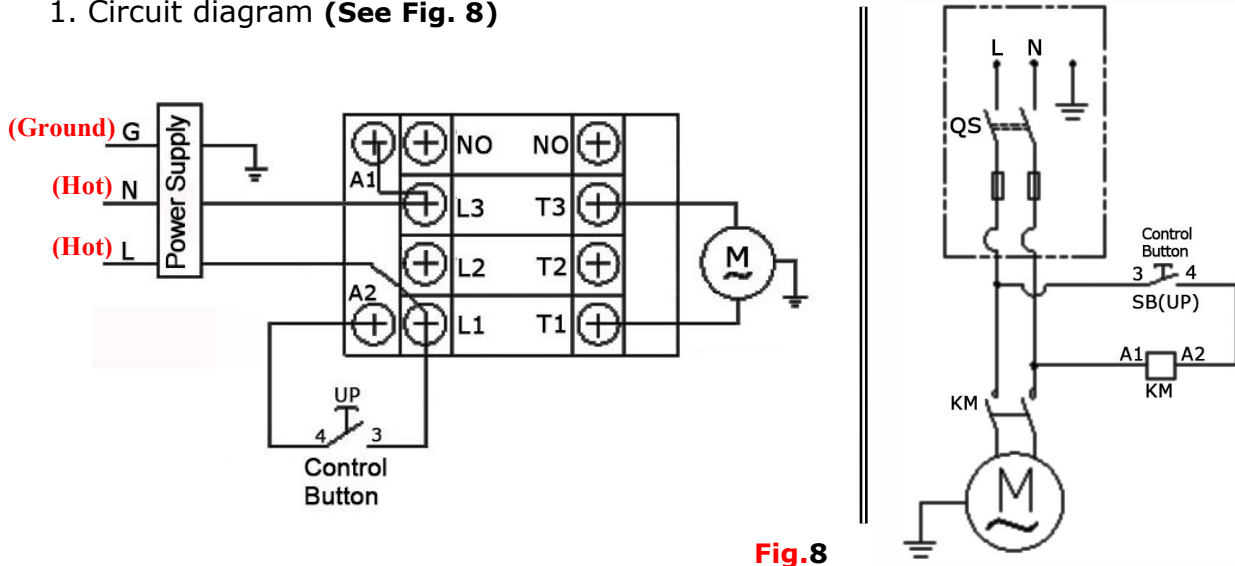 1. Circuit diagram (See Fig. 8)
(Ground) G
(Hot) N
(Hot) L
Power Supply
A1
NO NO
L3 T3
L2 T2
A2
L1 T1
M
UP
4 3
Control
Button
L N
QS
Control
Button
3 4
SB(UP)
A1 A2
KM
KM
M
Fig.8